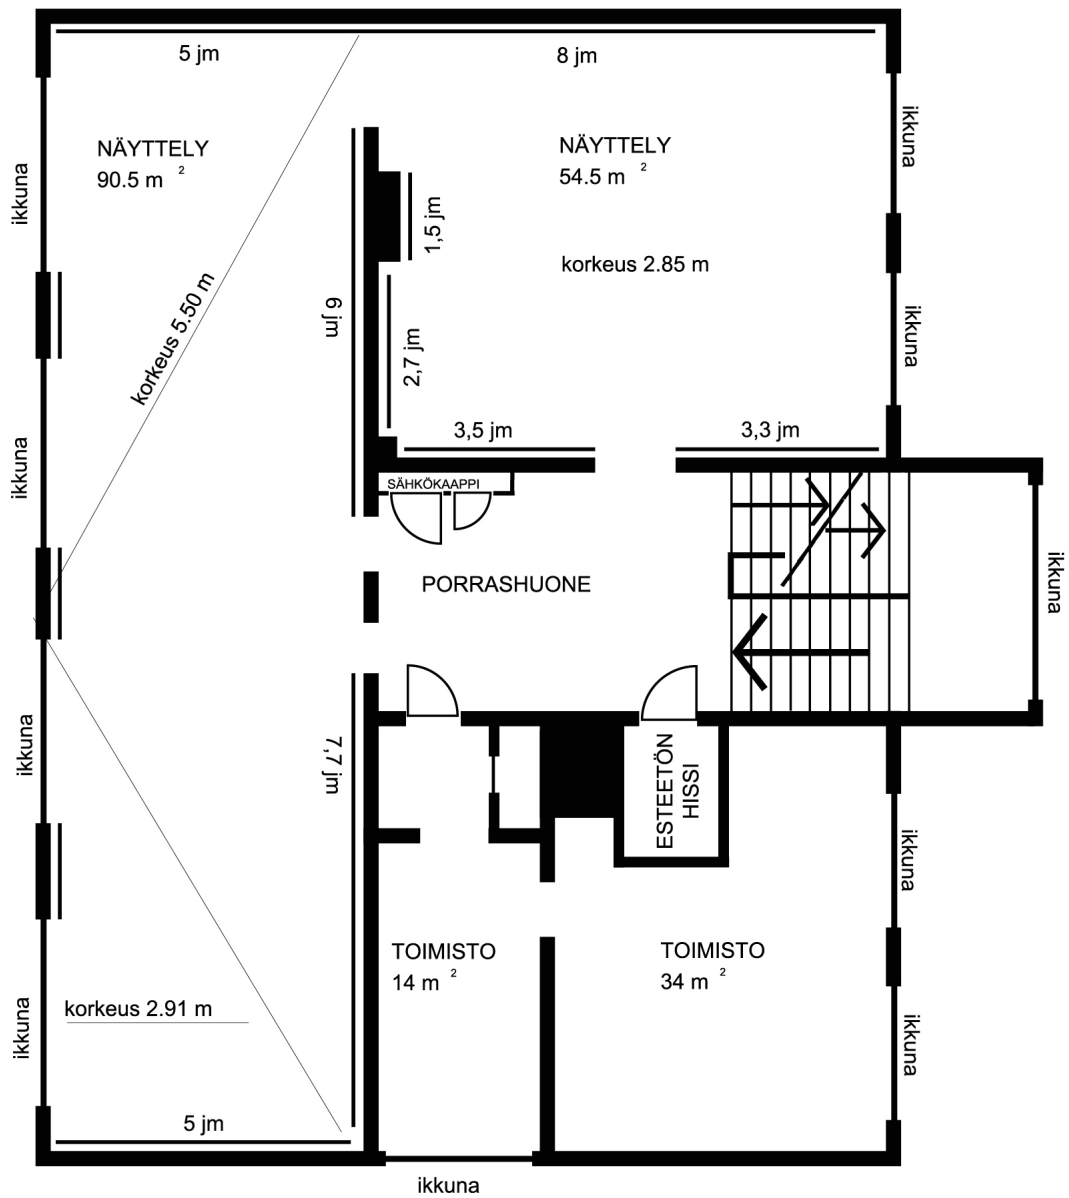 5 jm
8 jm
NÄYTTELY
90.5 m ²
NÄYTTELY
54.5 m ²
ikkuna
ikkuna
1,5 jm
korkeus 2.85 m
korkeus 5.50 m
6 jm
ikkuna
2,7 jm
3,5 jm
3,3 jm
ikkuna
SÄHKÖKAAPPI
PORRASHUONE
ikkuna
ikkuna
7,7 jm
ESTEETÖN
HISSI
ikkuna
TOIMISTO
14 m ²
TOIMISTO
34 m ²
korkeus 2.91 m
ikkuna
ikkuna
5 jm
ikkuna